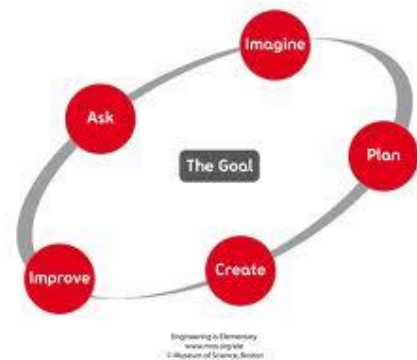 Imagine
Ask
Plan
The Goal
Improve
Create
Engineering is Elementary
www.mos.org/eie
© Museum of Science, Boston